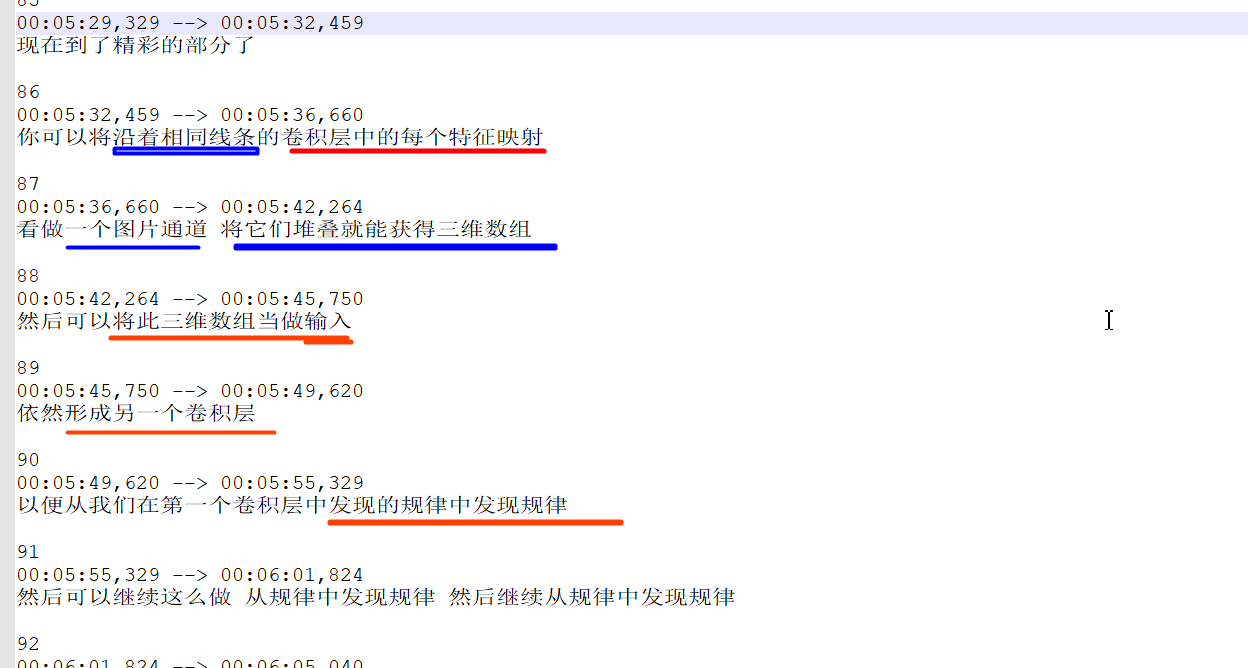 85
00:05:29,329 --> 00:05:32,459
现在到了精彩的部分了
86
00:05:32,459 --> 00:05:36,660
你可以将沿着相同线条的卷积层中的每个特征映射
87
00:05:36,660 --> 00:05:42,264
看做一个图片通道 将它们堆叠就能获得三维数组
88
00:05:42,264 --> 00:05:45,750
然后可以将此三维数组当做输入
89
00:05:45,750 --> 00:05:49,620
依然形成另一个卷积层
90
00:05:49,620 --> 00:05:55,329
以便从我们在第一个卷积层中发现的规律中发现规律
91
00:05:55,329 --> 00:06:01,824
然后可以继续这么做 从规律中发现规律 然后继续从规律中发现规律
92
00:06:01,824 --> 00:06:05,040